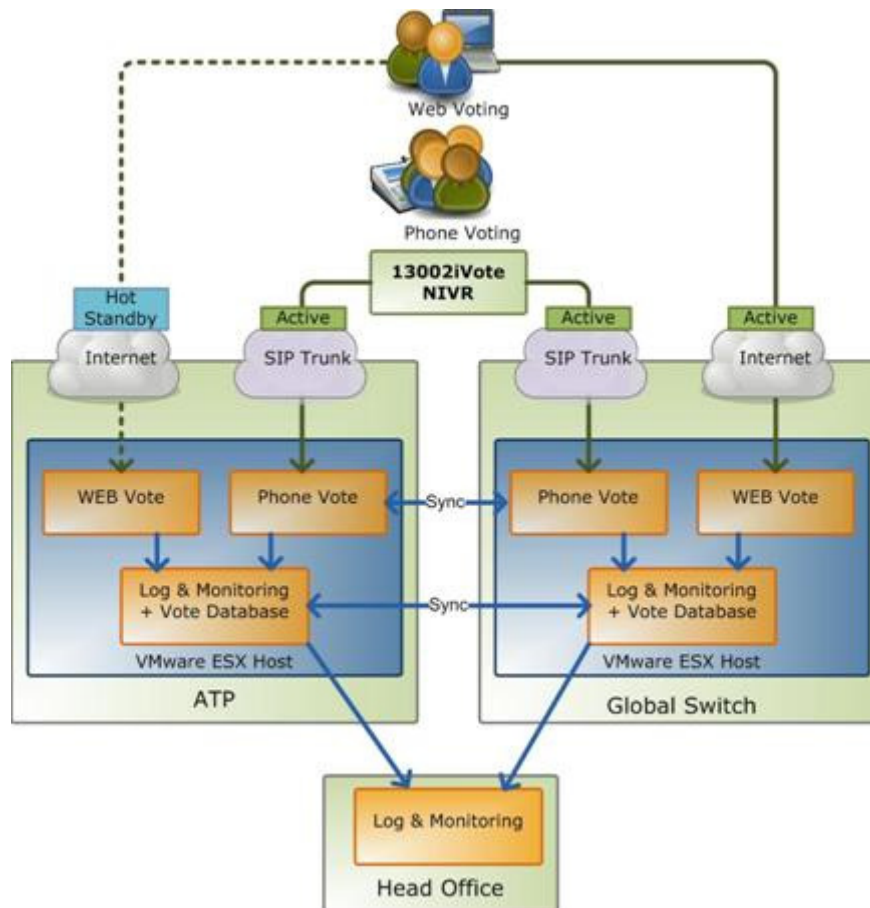 Web Voting
Phone Voting
13002iVote
NIVR
Hot
Standby
Active
Active
Active
Internet
SIP Trunk
SIP Trunk
Internet
WEB Vote
Phone Vote
Sync
Phone Vote
WEB Vote
Log & Monitoring
+ Vote Database
Sync
Log & Monitoring
+ Vote Database
VMware ESX Host
VMware ESX Host
ATP
Global Switch
Log & Monitoring
Head Office